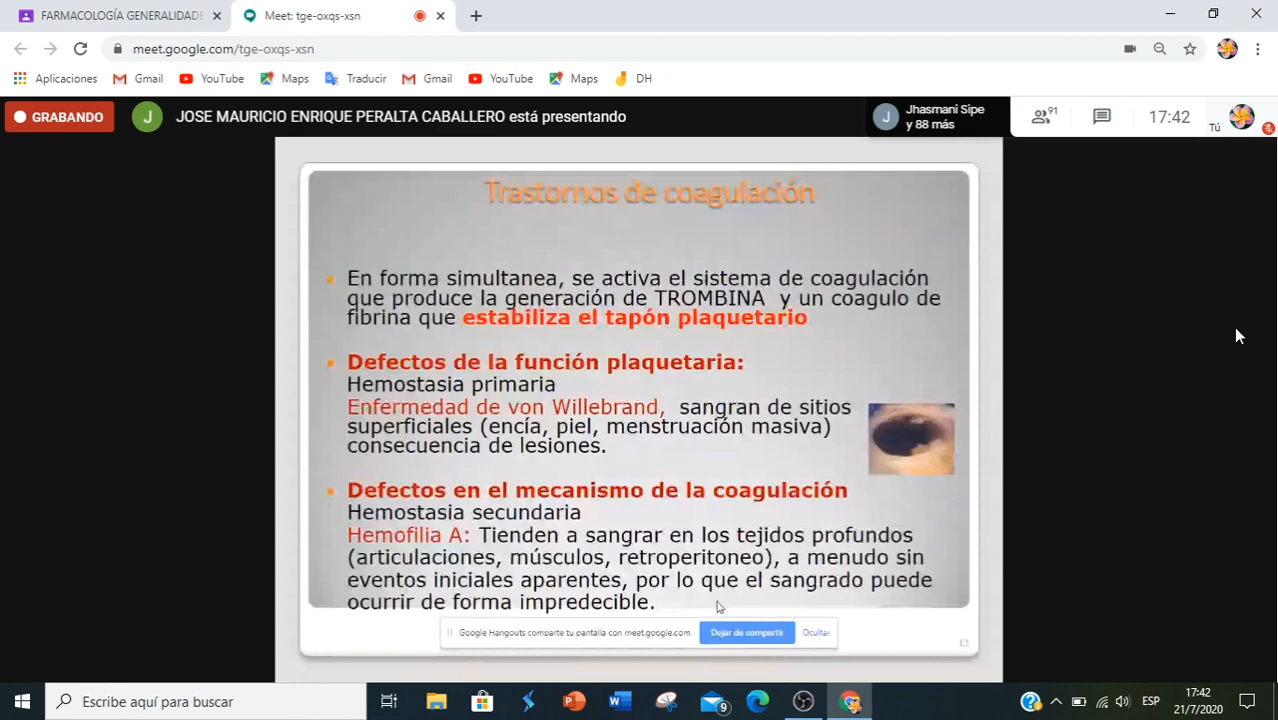 FARMACOLOGÍA GENERALIDADE
Meet: tge-oxqs-xsn
meet.google.com/tge-oxqs-xsn
Aplicaciones
Gmail
YouTube
Maps
Traducir
Gmail
YouTube
Maps
DH
GRABANDO
J
JOSE MAURICIO ENRIQUE PERALTA CABALLERO está presentando
J
Jhasmani Sipe
y 88 más
91
17:42
Tú
Trastornos de coagulación
En forma simultanea, se activa el sistema de coagulación
que produce la generación de TROMBINA y un coagulo de
fibrina que estabiliza el tapón plaquetario
Defectos de la función plaquetaria:
Hemostasia primaria
Enfermedad de von Willebrand, sangran de sitios
superficiales (encía, piel, menstruación masiva)
consecuencia de lesiones.
Defectos en el mecanismo de la coagulación
Hemostasia secundaria
Hemofilia A: Tienden a sangrar en los tejidos profundos
(articulaciones, músculos, retroperitoneo), a menudo sin
eventos iniciales aparentes, por lo que el sangrado puede
ocurrir de forma impredecible.
Google Hangouts comparte tu pantalla con meet.google.com.
Dejar de compartir
Ocultar
Escribe aquí para buscar
9
ESP
17:42
21/7/2020